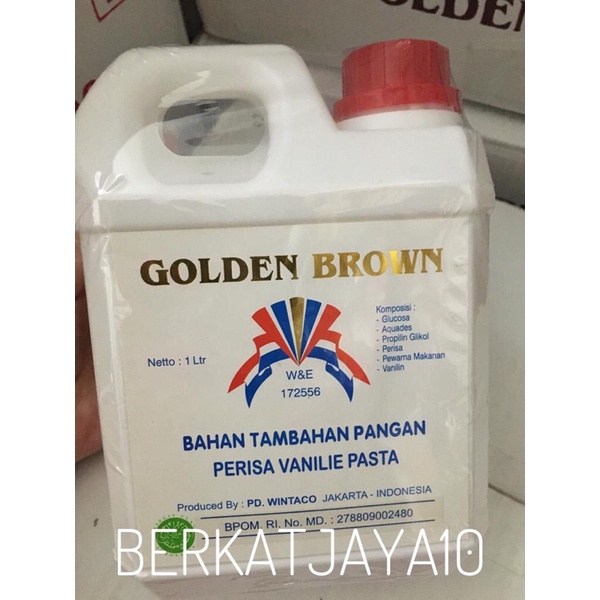 GOLDEN
GOLDEN BROWN
Komposisi :
- Glucosa
- Aquades
- Propilin Glikol
- Perisa
- Pewarna Makanan
- Vanilin
Netto : 1 Ltr
W&E
172556
BAHAN TAMBAHAN PANGAN
PERISA VANILIE PASTA
Produced By : PD. WINTACO JAKARTA - INDONESIA
BPOM. RI. No. MD. : 278809002480
BERKATJAYA10